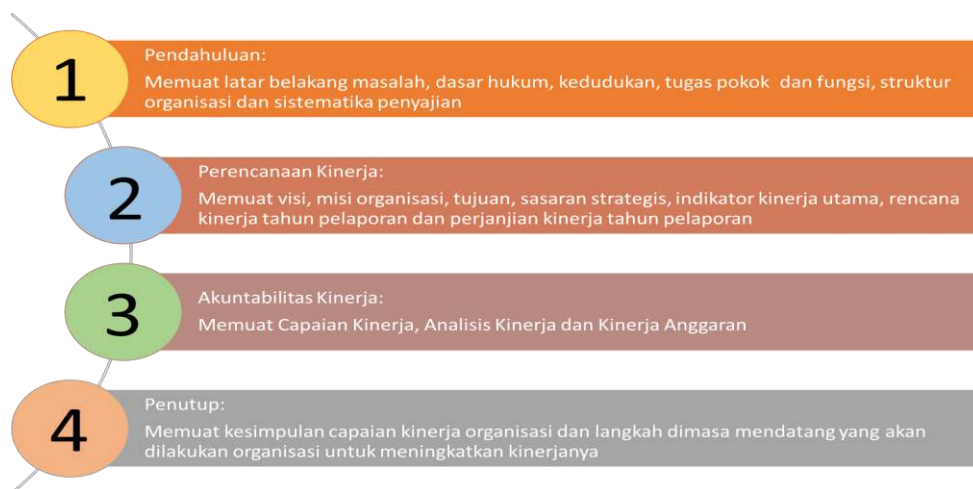 1
Pendahuluan:
Memuat latar belakang masalah, dasar hukum, kedudukan, tugas pokok dan fungsi, struktur
organisasi dan sistematika penyajian
2
Perencanaan Kinerja:
Memuat visi, misi organisasi, tujuan, sasaran strategis, indikator kinerja utama, rencana
kinerja tahun pelaporan dan perjanjian kinerja tahun pelaporan
3
Akuntabilitas Kinerja:
Memuat Capaian Kinerja, Analisis Kinerja dan Kinerja Anggaran
4
Penutup:
Memuat kesimpulan capaian kinerja organisasi dan langkah dimasa mendatang yang akan
dilakukan organisasi untuk meningkatkan kinerjanya